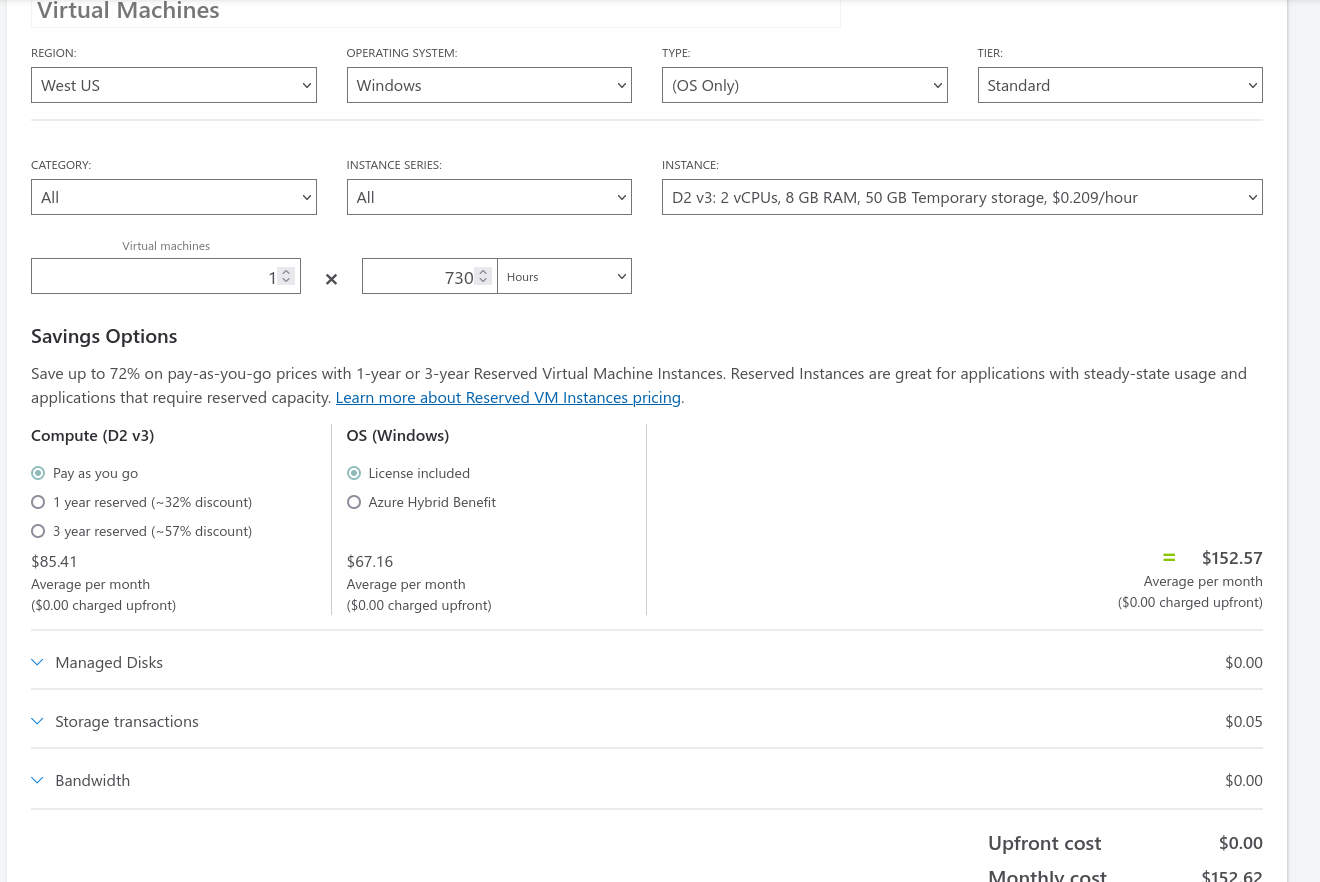 Virtual Machines
REGION: OPERATING SYSTEM: TYPE: TIER:
West US Windows (OS Only) Standard
CATEGORY: INSTANCE SERIES: INSTANCE:
All All D2 v3: 2 vCPUs, 8 GB RAM, 50 GB Temporary storage, $0.209/hour
Virtual machines
1 × 730 Hours
Savings Options
Save up to 72% on pay-as-you-go prices with 1-year or 3-year Reserved Virtual Machine Instances. Reserved Instances are great for applications with steady-state usage and
applications that require reserved capacity. Learn more about Reserved VM Instances pricing.
Compute (D2 v3)
Pay as you go
1 year reserved (~32% discount)
3 year reserved (~57% discount)
$85.41
Average per month
($0.00 charged upfront)
OS (Windows)
License included
Azure Hybrid Benefit
$67.16
Average per month
($0.00 charged upfront)
= $152.57
Average per month
($0.00 charged upfront)
Managed Disks $0.00
Storage transactions $0.05
Bandwidth $0.00
Upfront cost $0.00
Monthly cost $152.62